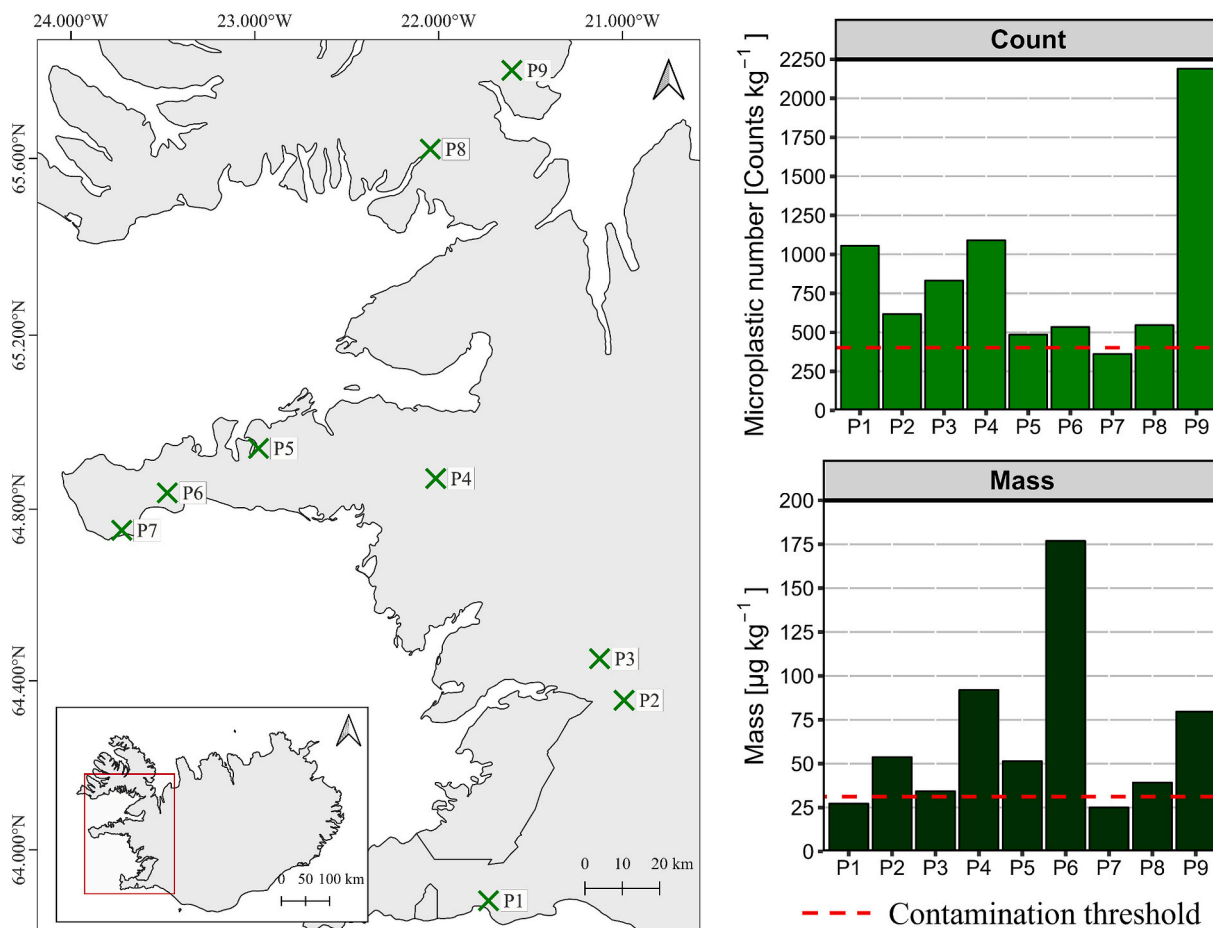 24.000°W 23.000°W 22.000°W 21.000°W
65.600°N
65.200°N
64.800°N
64.400°N
64.000°N
P9
P8
P5
P4
P6
P7
P3
P2
P1
0 10 20 km
0 50 100 km
Count
Microplastic number [Counts kg⁻¹ ]
2250
2000
1750
1500
1250
1000
750
500
250
0
P1 P2 P3 P4 P5 P6 P7 P8 P9
Mass
Mass [µg kg⁻¹ ]
200
175
150
125
100
75
50
25
0
P1 P2 P3 P4 P5 P6 P7 P8 P9
Contamination threshold